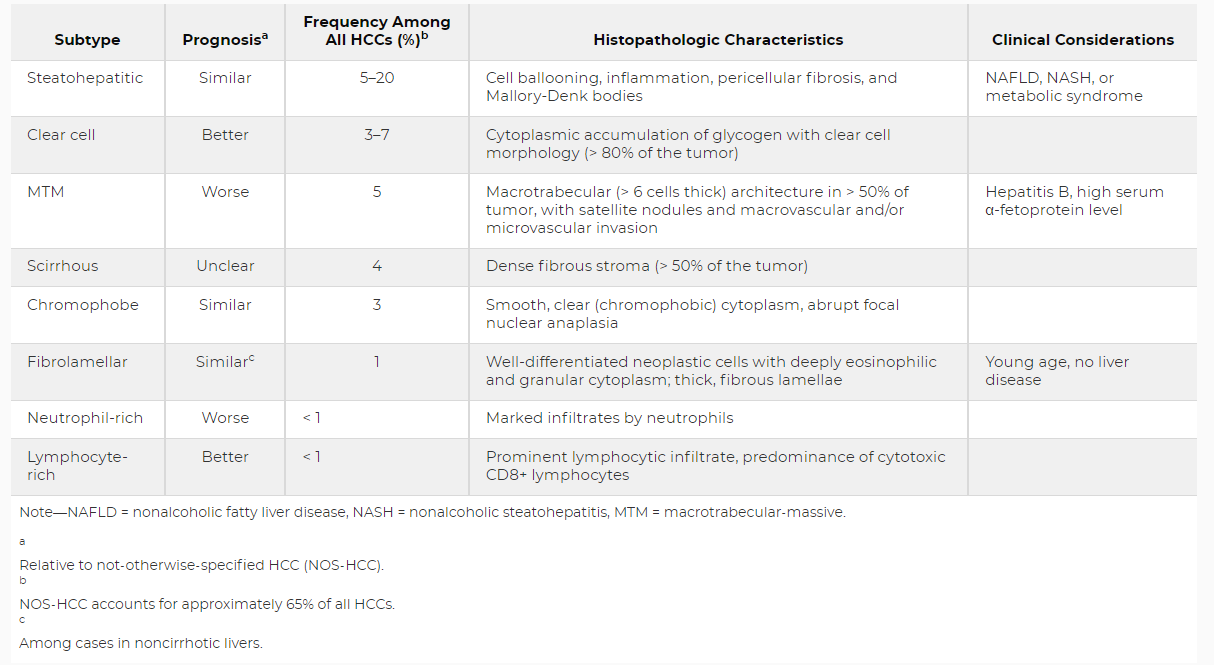 Subtype
Prognosisa
Frequency Among
All HCCs (%)b
Histopathologic Characteristics
Clinical Considerations
Steatohepatitic
Similar
5–20
Cell ballooning, inflammation, pericellular fibrosis, and
Mallory-Denk bodies
NAFLD, NASH, or
metabolic syndrome
Clear cell
Better
3–7
Cytoplasmic accumulation of glycogen with clear cell
morphology (> 80% of the tumor)
MTM
Worse
5
Macrotrabecular (> 6 cells thick) architecture in > 50% of
tumor, with satellite nodules and macrovascular and/or
microvascular invasion
Hepatitis B, high serum
α-fetoprotein level
Scirrhous
Unclear
4
Dense fibrous stroma (> 50% of the tumor)
Chromophobe
Similar
3
Smooth, clear (chromophobic) cytoplasm, abrupt focal
nuclear anaplasia
Fibrolamellar
Similarc
1
Well-differentiated neoplastic cells with deeply eosinophilic
and granular cytoplasm; thick, fibrous lamellae
Young age, no liver
disease
Neutrophil-rich
Worse
< 1
Marked infiltrates by neutrophils
Lymphocyte-
rich
Better
< 1
Prominent lymphocytic infiltrate, predominance of cytotoxic
CD8+ lymphocytes
Note—NAFLD = nonalcoholic fatty liver disease, NASH = nonalcoholic steatohepatitis, MTM = macrotrabecular-massive.
a
Relative to not-otherwise-specified HCC (NOS-HCC).
b
NOS-HCC accounts for approximately 65% of all HCCs.
c
Among cases in noncirrhotic livers.